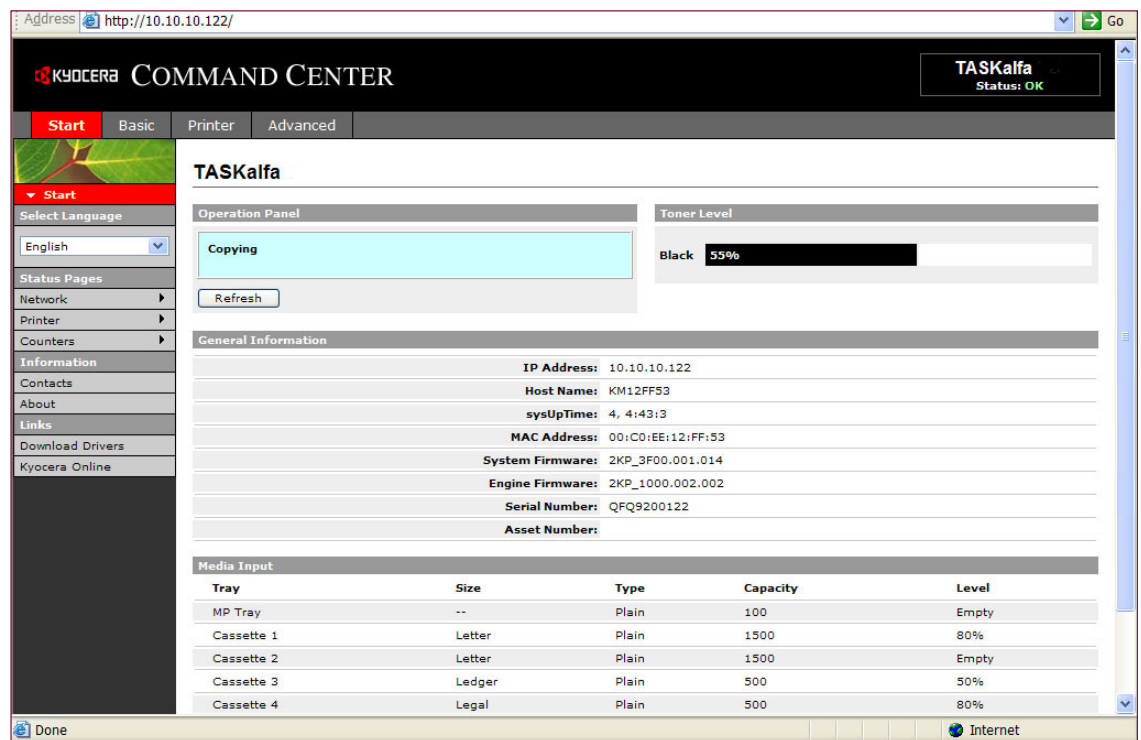 Address http://10.10.10.122/ Go
KYOCERA COMMAND CENTER
TASKalfa
Status: OK
Start Basic Printer Advanced
Start
Select Language
English
Status Pages
Network
Printer
Counters
Information
Contacts
About
Links
Download Drivers
Kyocera Online
TASKalfa
Operation Panel
Copying
Refresh
Toner Level
Black 55%
General Information
IP Address: 10.10.10.122
Host Name: KM12FF53
sysUpTime: 4, 4:43:3
MAC Address: 00:C0:EE:12:FF:53
System Firmware: 2KP_3F00.001.014
Engine Firmware: 2KP_1000.002.002
Serial Number: QFQ9200122
Asset Number:
Media Input
Tray Size Type Capacity Level
MP Tray -- Plain 100 Empty
Cassette 1 Letter Plain 1500 80%
Cassette 2 Letter Plain 1500 Empty
Cassette 3 Ledger Plain 500 50%
Cassette 4 Legal Plain 500 80%
Done Internet